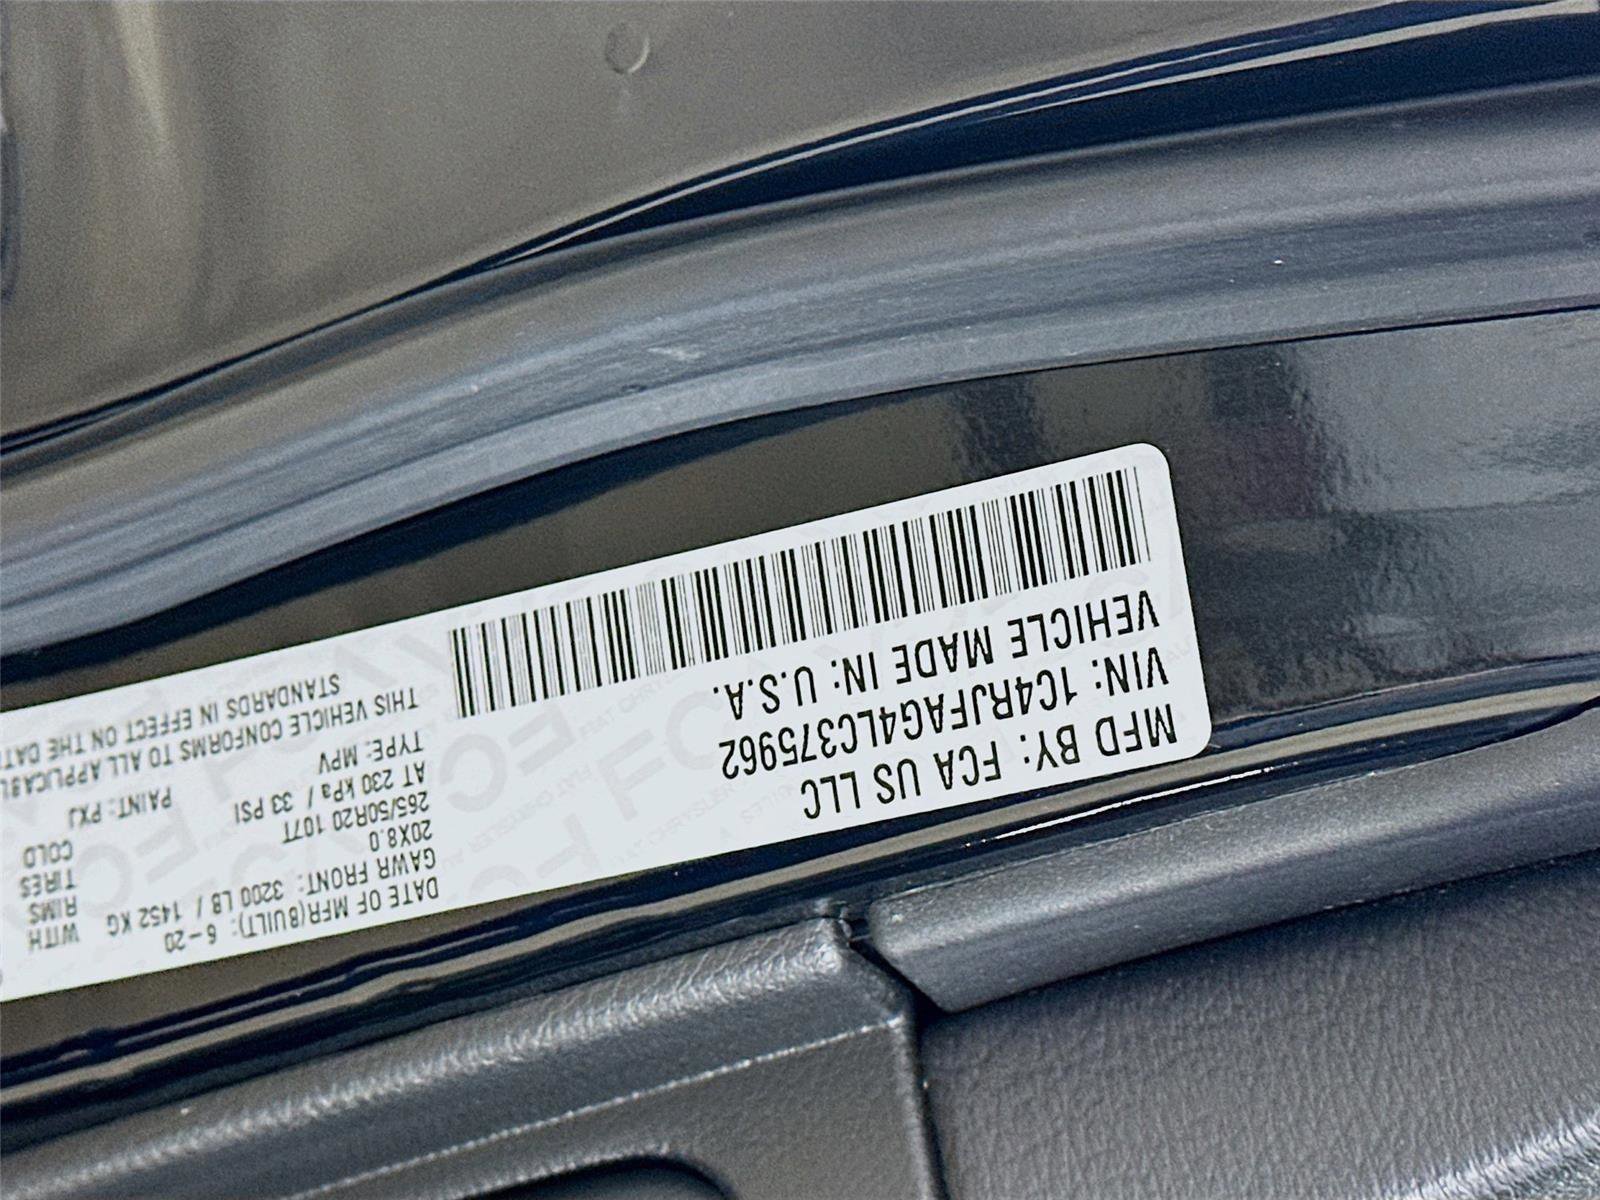 MFD BY: FCA US LLC
VIN: 1C4RJFAG4LC375962
VEHICLE MADE IN: U.S.A.
DATE OF MFR(BUILT): 6-20
GAWR FRONT: 3200 LB / 1452 KG WITH
20X8.0 RIMS
265/50R20 107T TIRES
AT 230 kPa / 33 PSI COLD
TYPE: MPV PAINT: PXJ
THIS VEHICLE CONFORMS TO ALL APPLICABL
STANDARDS IN EFFECT ON THE DAT